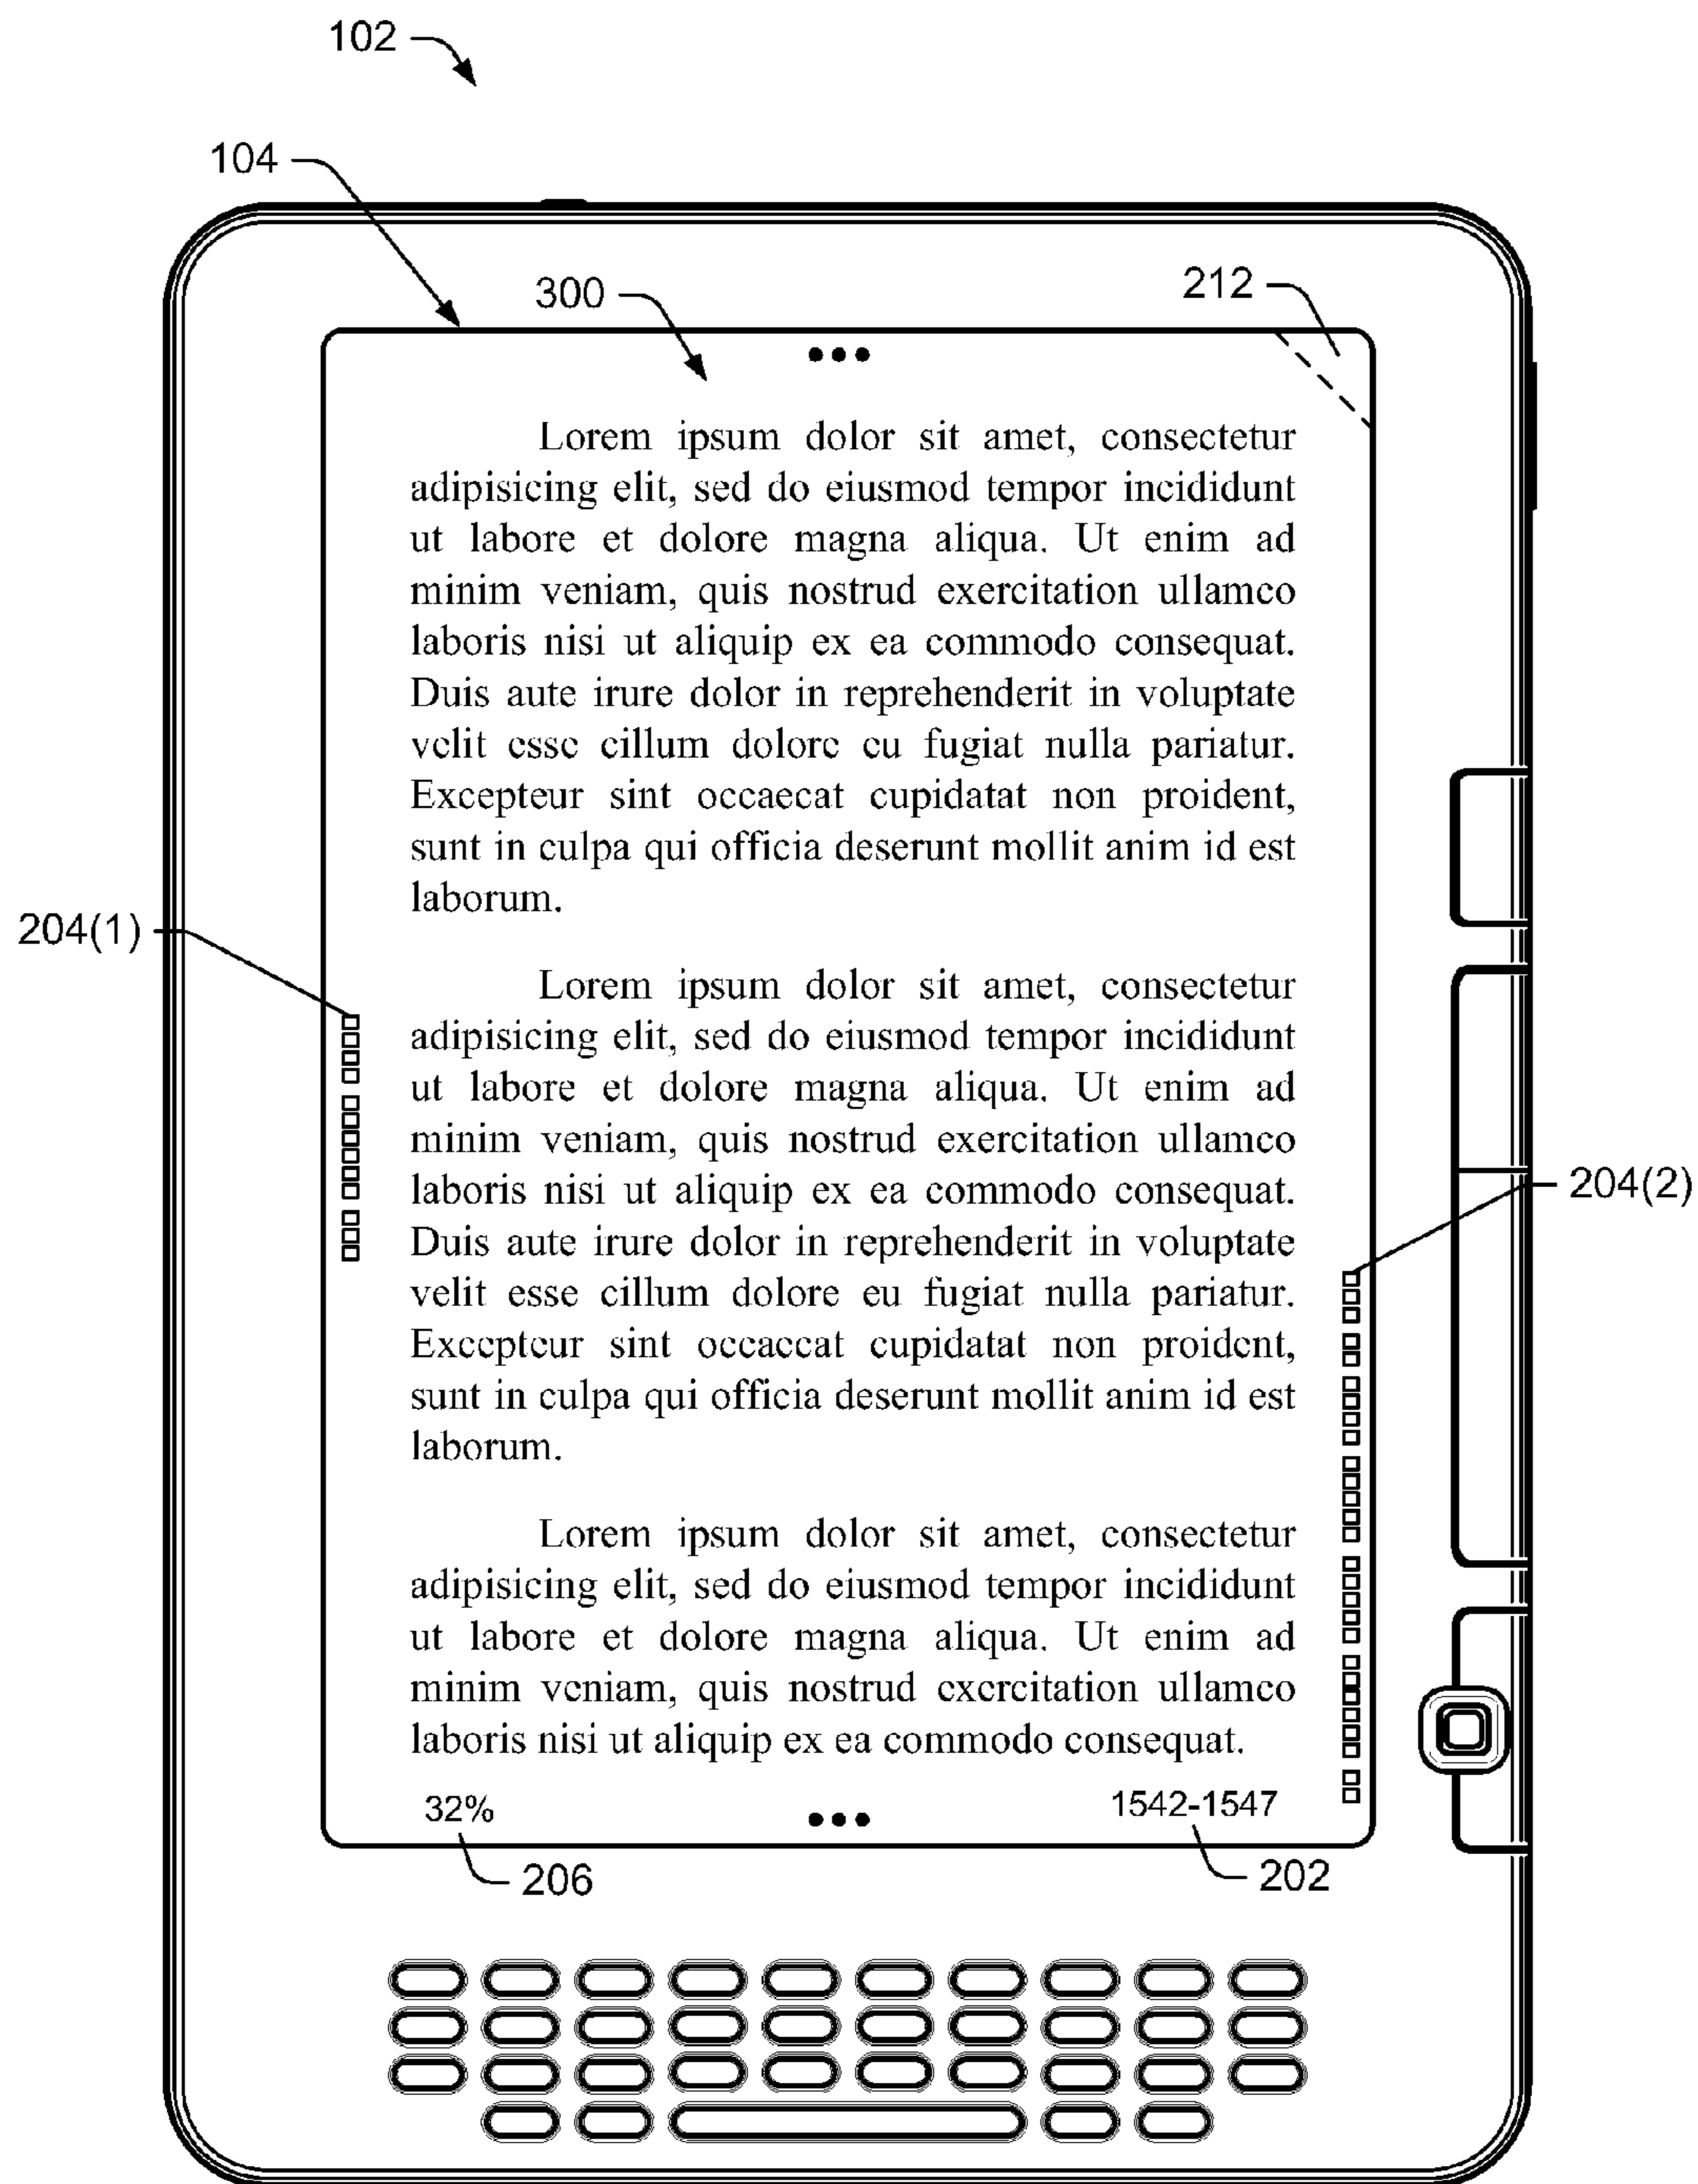 102
104
300
212
Lorem ipsum dolor sit amet, consectetur
adipisicing elit, sed do eiusmod tempor incididunt
ut labore et dolore magna aliqua. Ut enim ad
minim veniam, quis nostrud exercitation ullamco
laboris nisi ut aliquip ex ea commodo consequat.
Duis aute irure dolor in reprehenderit in voluptate
velit esse cillum dolore eu fugiat nulla pariatur.
Excepteur sint occaecat cupidatat non proident,
sunt in culpa qui officia deserunt mollit anim id est
laborum.
204(1)
Lorem ipsum dolor sit amet, consectetur
adipisicing elit, sed do eiusmod tempor incididunt
ut labore et dolore magna aliqua. Ut enim ad
minim veniam, quis nostrud exercitation ullamco
laboris nisi ut aliquip ex ea commodo consequat.
204(2)
Duis aute irure dolor in reprehenderit in voluptate
velit esse cillum dolore eu fugiat nulla pariatur.
Excepteur sint occaecat cupidatat non proident,
sunt in culpa qui officia deserunt mollit anim id est
laborum.
Lorem ipsum dolor sit amet, consectetur
adipisicing elit, sed do eiusmod tempor incididunt
ut labore et dolore magna aliqua. Ut enim ad
minim veniam, quis nostrud exercitation ullamco
laboris nisi ut aliquip ex ea commodo consequat.
32%
1542-1547
206
202